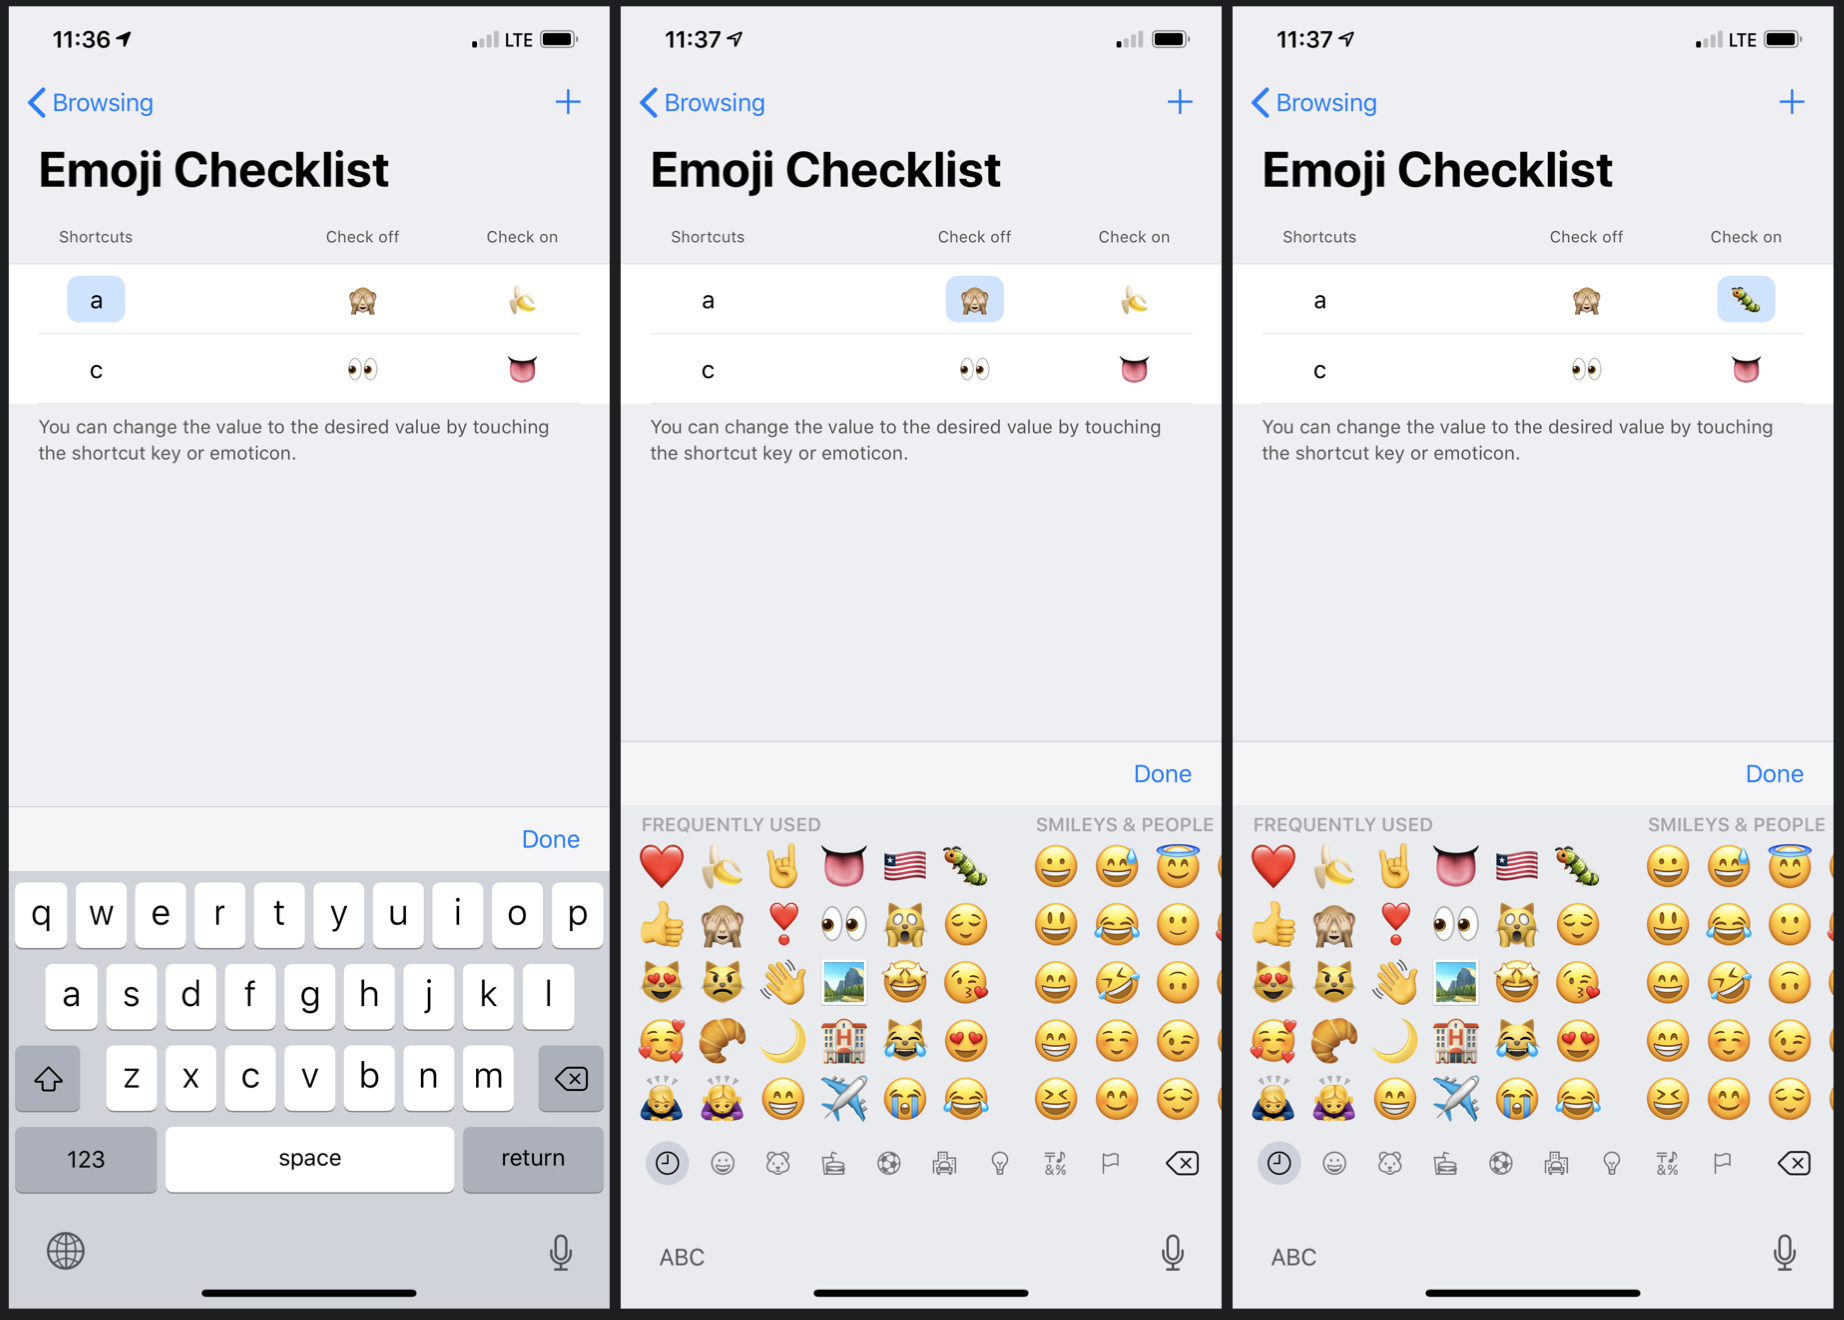 11:36
LTE
Browsing
Emoji Checklist
Shortcuts Check off Check on
a
c
You can change the value to the desired value by touching
the shortcut key or emoticon.
Done
q w e r t y u i o p
a s d f g h j k l
z x c v b n m
123 space return
11:37
Browsing
Emoji Checklist
Shortcuts Check off Check on
a
c
You can change the value to the desired value by touching
the shortcut key or emoticon.
Done
FREQUENTLY USED SMILEYS & PEOPLE
ABC
11:37
LTE
Browsing
Emoji Checklist
Shortcuts Check off Check on
a
c
You can change the value to the desired value by touching
the shortcut key or emoticon.
Done
FREQUENTLY USED SMILEYS & PEOPLE
ABC